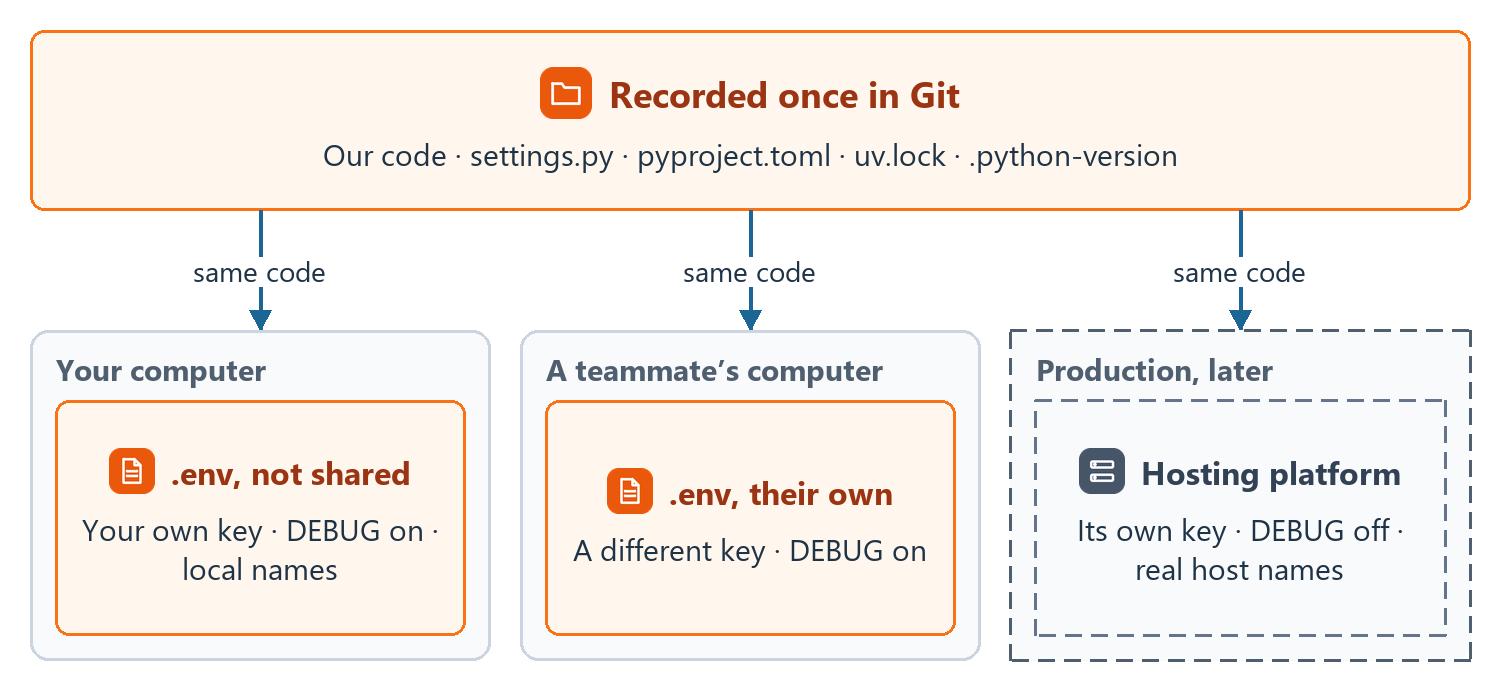 Recorded once in Git
Our code · settings.py · pyproject.toml · uv.lock · .python-version
same code
same code
same code
Your computer
.env, not shared
Your own key · DEBUG on ·
local names
A teammate’s computer
.env, their own
A different key · DEBUG on
Production, later
Hosting platform
Its own key · DEBUG off ·
real host names